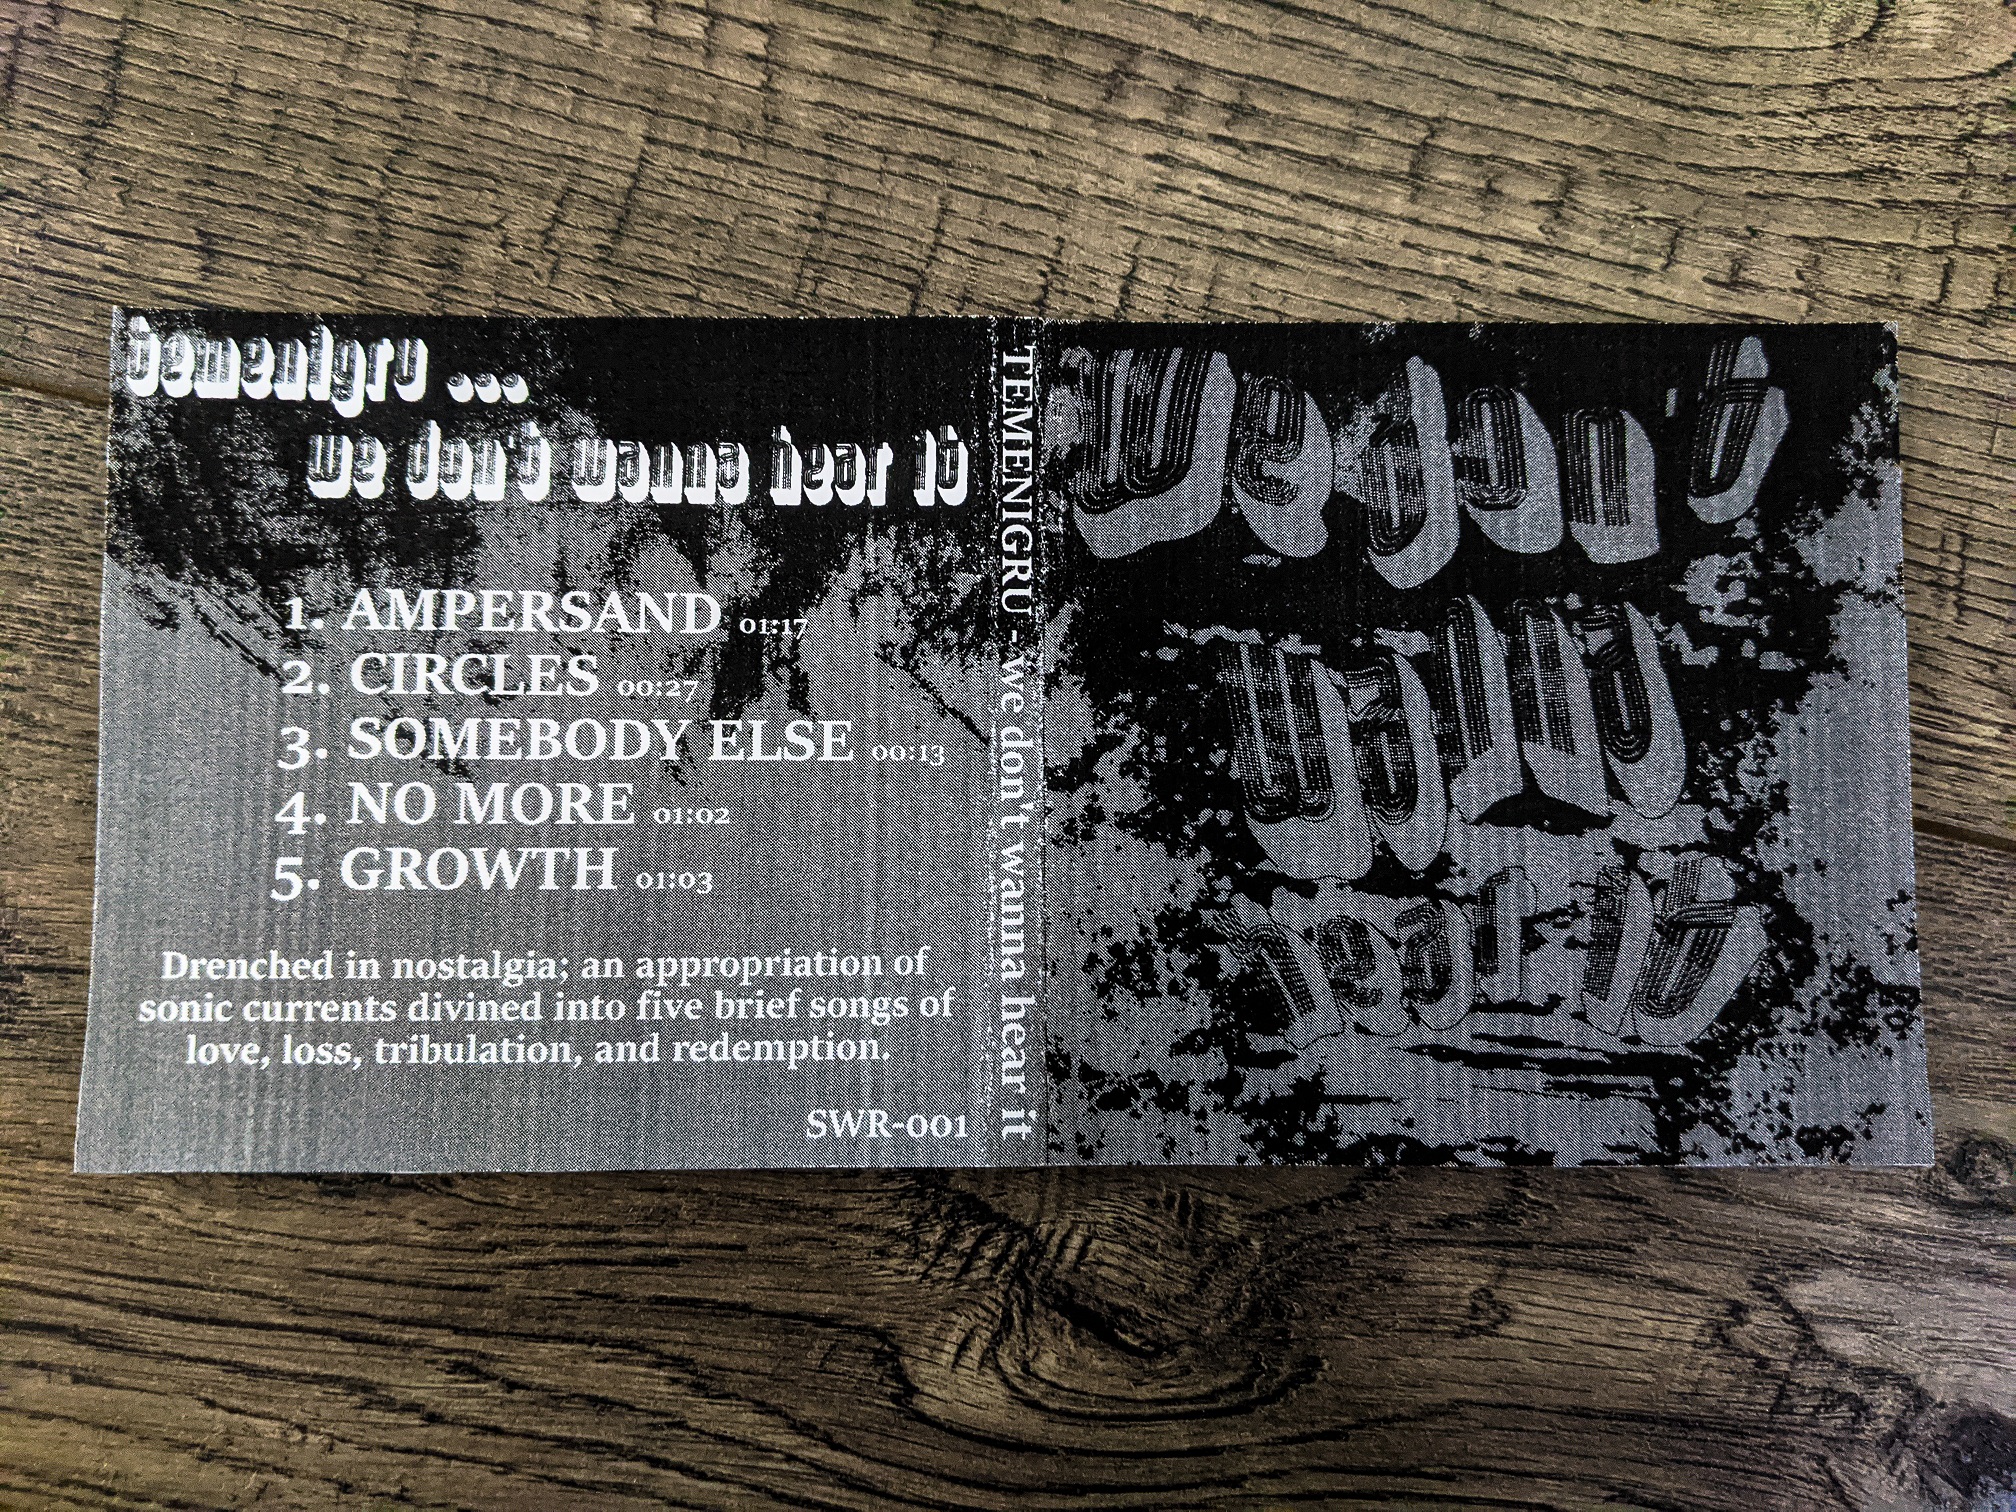 temenigru ...
we don't wanna hear it
1. AMPERSAND 01:17
2. CIRCLES 00:27
3. SOMEBODY ELSE 00:13
4. NO MORE 01:02
5. GROWTH 01:03
Drenched in nostalgia; an appropriation of
sonic currents divined into five brief songs of
love, loss, tribulation, and redemption.
SWR-001
TEMENIGRU - we don't wanna hear it
We don't
wanna
hear it